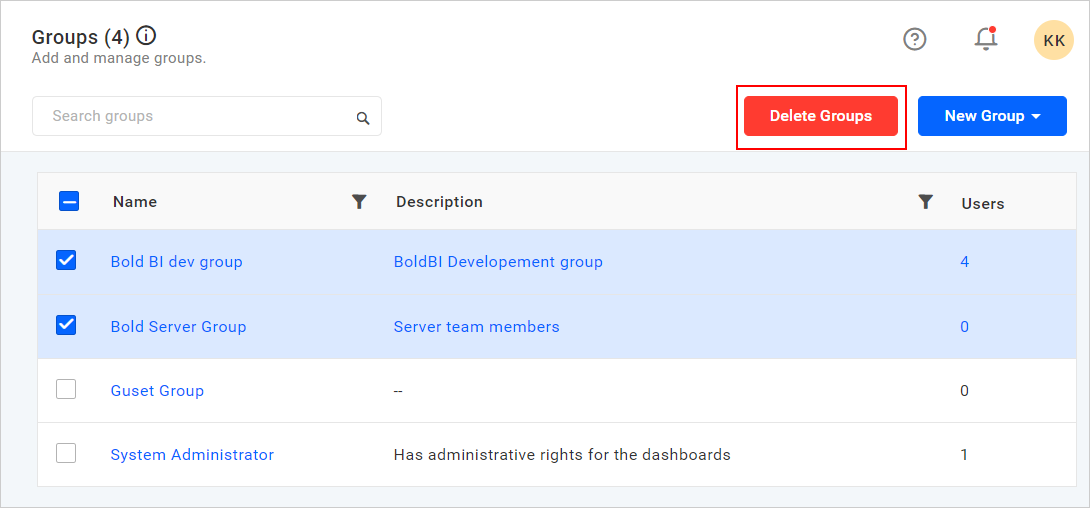 Groups (4)
Add and manage groups.
KK
Search groups
Delete Groups
New Group
Name
Description
Users
Bold BI dev group
BoldBI Developement group
4
Bold Server Group
Server team members
0
Guset Group
--
0
System Administrator
Has administrative rights for the dashboards
1